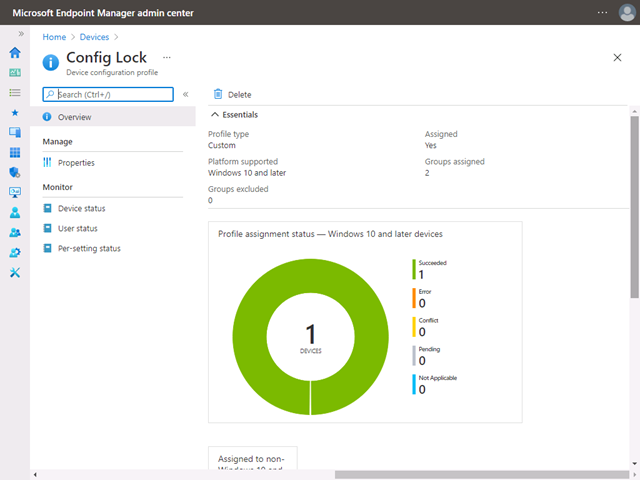 Microsoft Endpoint Manager admin center
Home > Devices >
Config Lock
Device configuration profile
Search (Ctrl+/)
Overview
Manage
Properties
Monitor
Device status
User status
Per-setting status
Delete
Essentials
Profile type
Custom
Assigned
Yes
Platform supported
Windows 10 and later
Groups assigned
2
Groups excluded
0
Profile assignment status — Windows 10 and later devices
1
DEVICES
Succeeded
1
Error
0
Conflict
0
Pending
0
Not Applicable
0
Assigned to non-
Windows 10 and